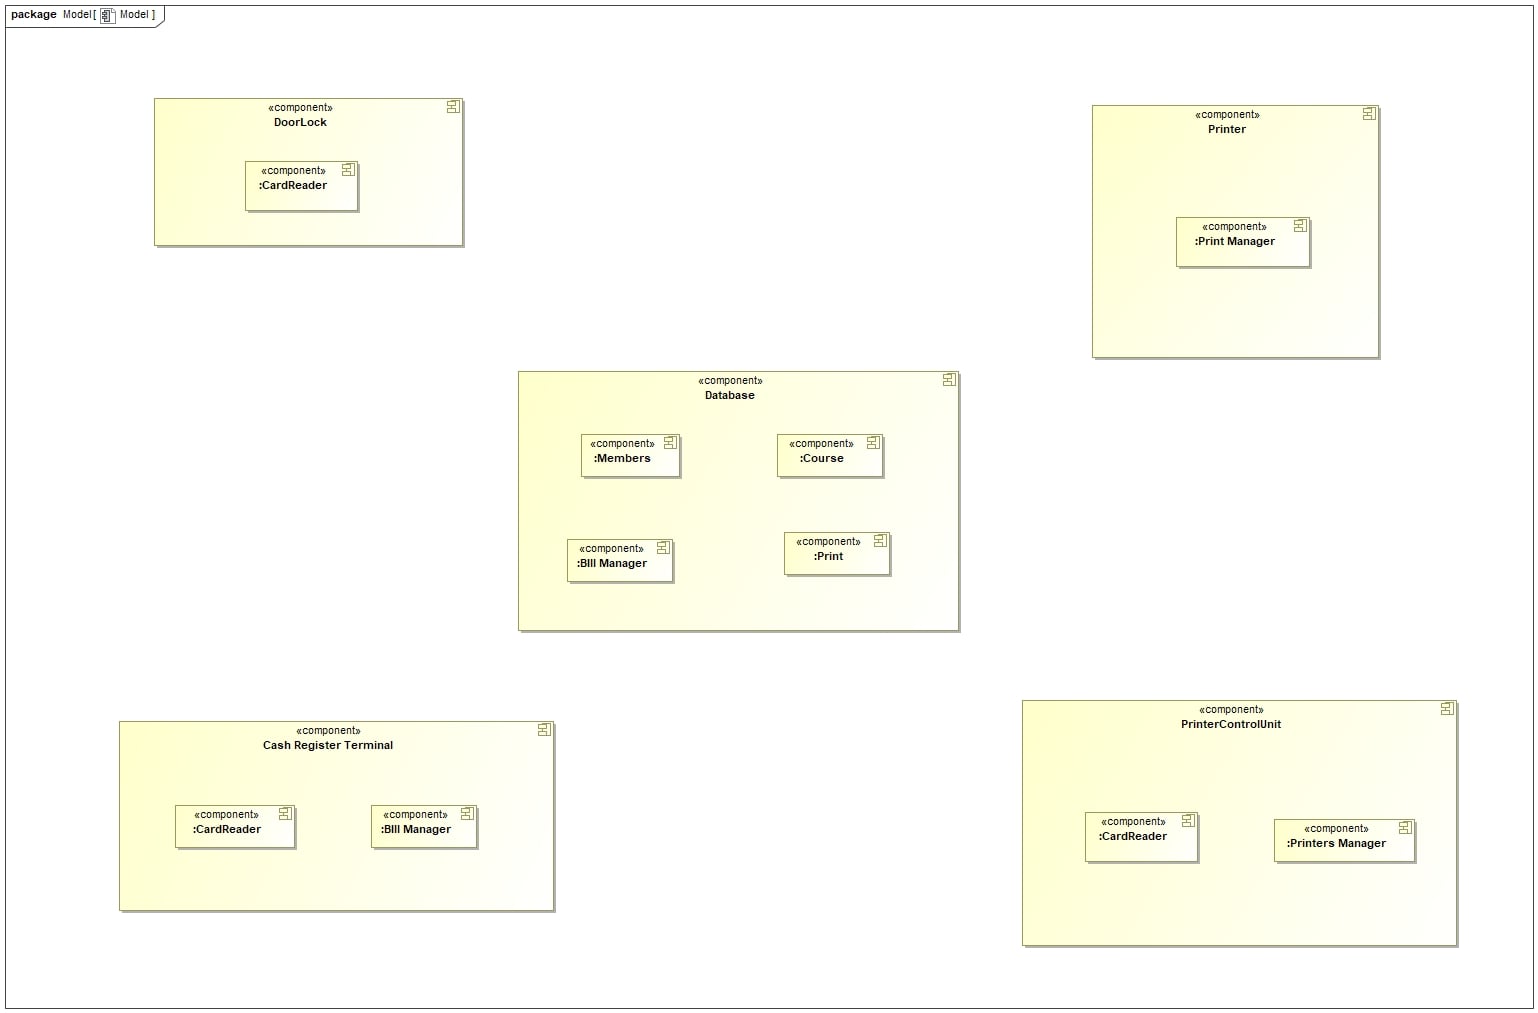 package Model[ Model ]
«component»
DoorLock
«component»
:CardReader
«component»
Printer
«component»
:Print Manager
«component»
Database
«component»
:Members
«component»
:Course
«component»
:BIll Manager
«component»
:Print
«component»
Cash Register Terminal
«component»
:CardReader
«component»
:BIll Manager
«component»
PrinterControlUnit
«component»
:CardReader
«component»
:Printers Manager